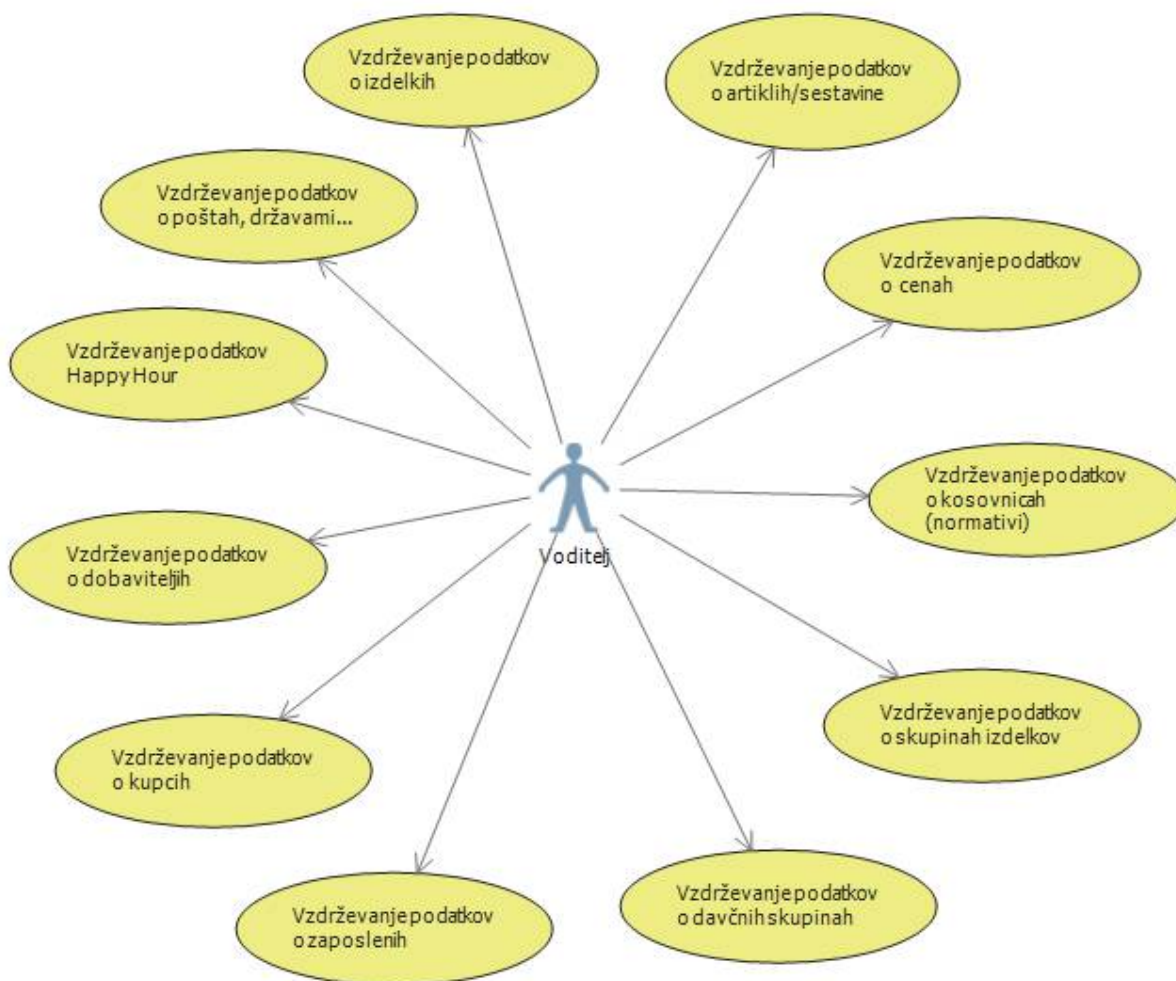 Vzdrževanje podatkov
o izdelkih
Vzdrževanje podatkov
o artiklih/sestavine
Vzdrževanje podatkov
o poštah, državami...
Vzdrževanje podatkov
o cenah
Vzdrževanje podatkov
Happy Hour
Vzdrževanje podatkov
o kosovnicah
(normativi)
Voditelj
Vzdrževanje podatkov
o dobaviteljih
Vzdrževanje podatkov
o skupinah izdelkov
Vzdrževanje podatkov
o kupcih
Vzdrževanje podatkov
o davčnih skupinah
Vzdrževanje podatkov
o zaposlenih